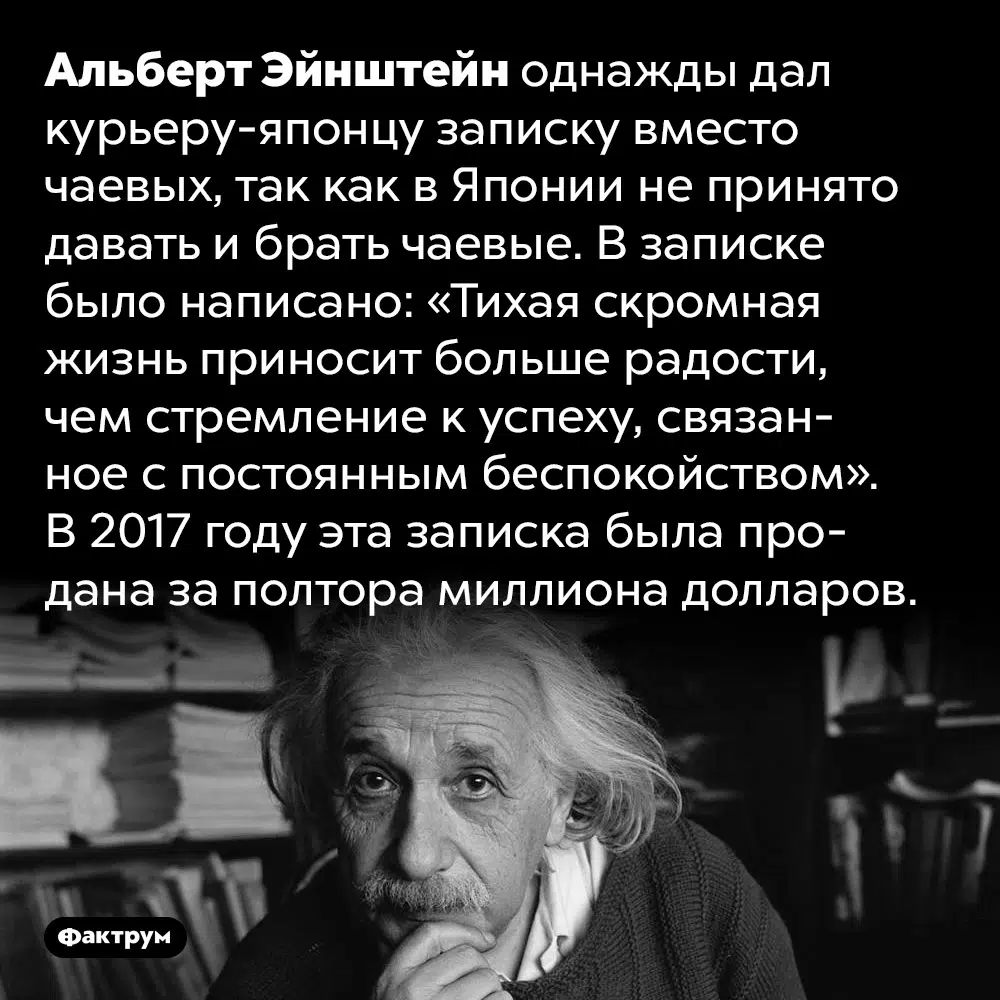 Альберт Эйнштейн однажды дал
курьеру-японцу записку вместо
чаевых, так как в Японии не принято
давать и брать чаевые. В записке
было написано: «Тихая скромная
жизнь приносит больше радости,
чем стремление к успеху, связан-
ное с постоянным беспокойством».
В 2017 году эта записка была про-
дана за полтора миллиона долларов.
Фактрум